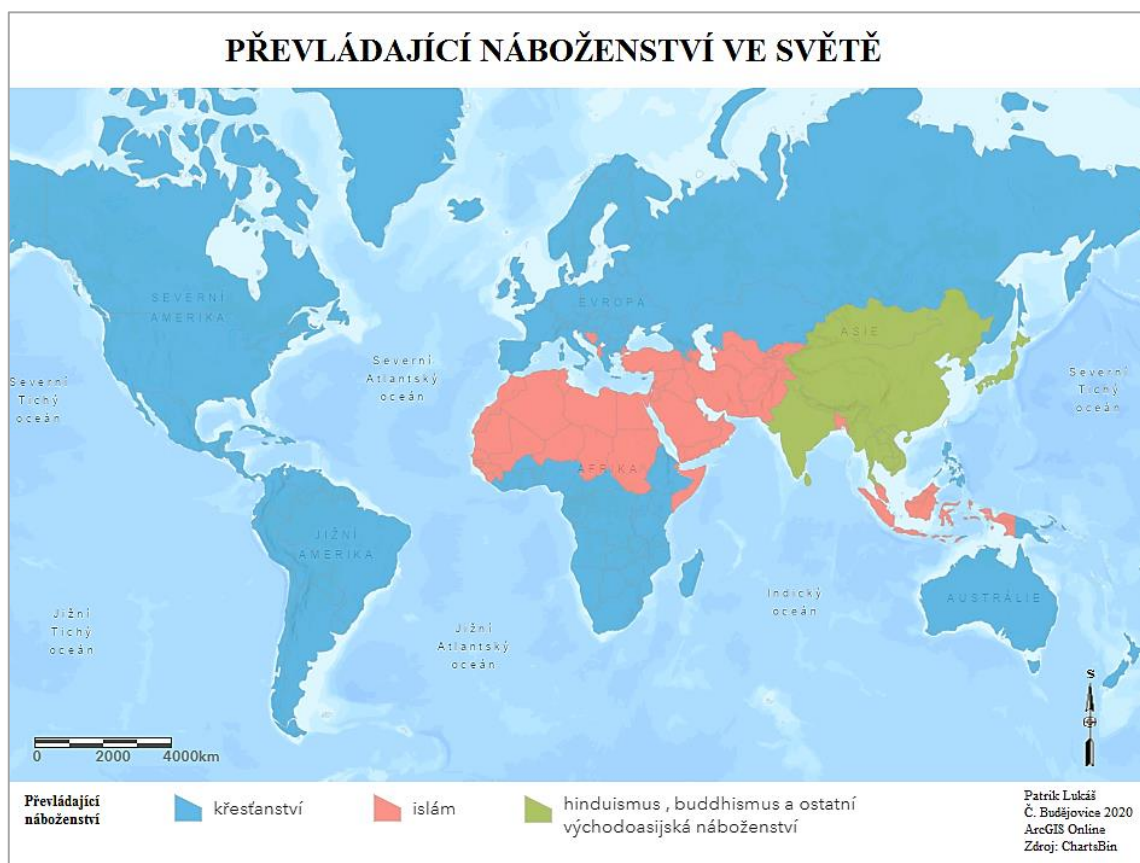 PŘEVLÁDAJÍCÍ NÁBOŽENSTVÍ VE SVĚTĚ
SEVERNÍ
AMERIKA
EVROPA
ASIE
Severní
Tichý
oceán
Severní
Atlantský
oceán
Severní
Tichý
oceán
AFRIKA
JIŽNÍ
AMERIKA
Indický
oceán
AUSTRÁLIE
Jižní
Tichý
oceán
Jižní
Atlantský
oceán
S
0 2000 4000km
Převládající
náboženství
křesťanství
islám
hinduismus , buddhismus a ostatní
východoasijská náboženství
Patrik Lukáš
Č. Budějovice 2020
ArcGIS Online
Zdroj: ChartsBin